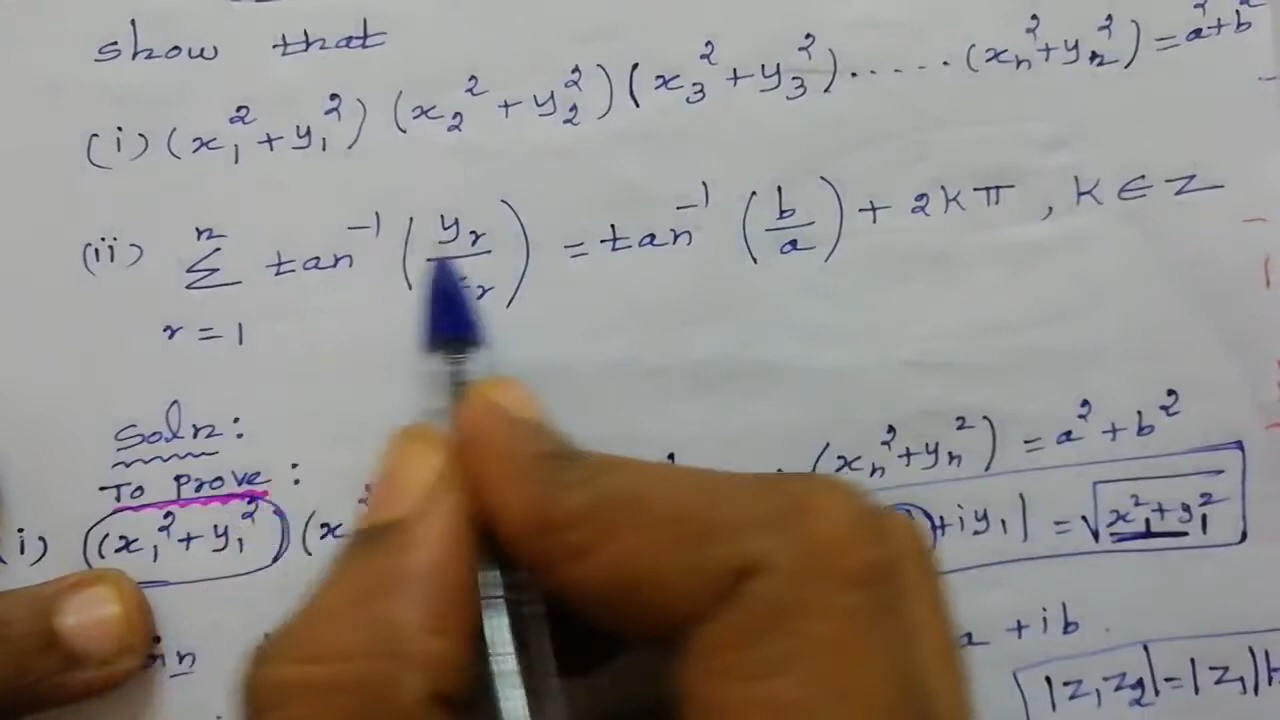 show that
(i) (x₁² + y₁²) (x₂² + y₂²) (x₃² + y₃²) ..... (xₙ² + yₙ²) = a² + b²
(ii) n Σ r = 1 tan⁻¹ (yᵣ/xᵣ) = tan⁻¹ (b/a) + 2kπ, k ∈ Z
Soln:
To prove:
(xₙ² + yₙ²) = a² + b²
i) (x₁² + y₁²) (x
+iy₁| = √x₁² + y₁²
+ ib
|z₁z₂| = |z₁|